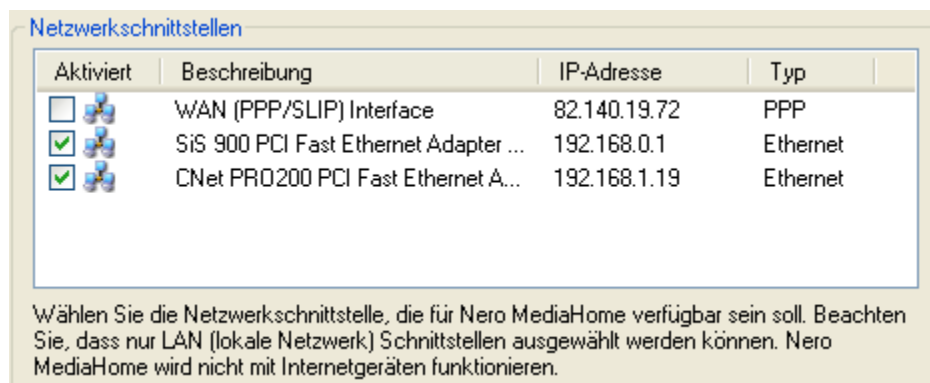 Netzwerkschnittstellen
Aktiviert Beschreibung IP-Adresse Typ
WAN (PPP/SLIP) Interface 82.140.19.72 PPP
SiS 900 PCI Fast Ethernet Adapter ... 192.168.0.1 Ethernet
CNet PRO200 PCI Fast Ethernet A... 192.168.1.19 Ethernet
Wählen Sie die Netzwerkschnittstelle, die für Nero MediaHome verfügbar sein soll. Beachten
Sie, dass nur LAN (lokale Netzwerk) Schnittstellen ausgewählt werden können. Nero
MediaHome wird nicht mit Internetgeräten funktionieren.